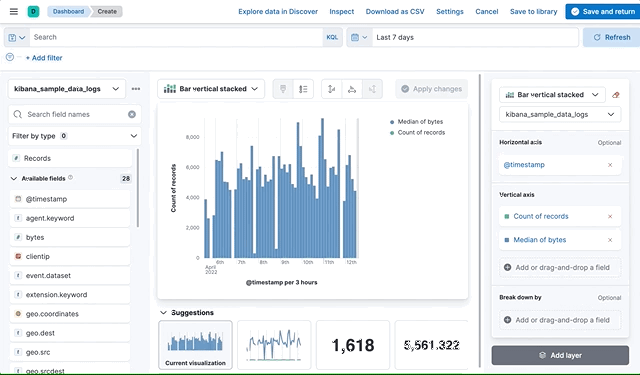 D Dashboard Create Explore data in Discover Inspect Download as CSV Settings Cancel Save to library Save and return
Search KQL Last 7 days Refresh
+ Add filter
kibana_sample_data_logs
Search field names
Filter by type 0
Records
Available fields 28
@timestamp
agent.keyword
bytes
clientip
event.dataset
extension.keyword
geo.coordinates
geo.dest
geo.src
geo.srcdest
Bar vertical stacked
Apply changes
Median of bytes
Count of records
Count of records
8,000
6,000
4,000
2,000
0
6th 7th 8th 9th 10th 11th 12th
April
2022
@timestamp per 3 hours
Suggestions
Current visualization
1,618
5,561.322
Bar vertical stacked
kibana_sample_data_logs
Horizontal axis Optional
@timestamp
Vertical axis
Count of records
Median of bytes
Add or drag-and-drop a field
Break down by Optional
Add or drag-and-drop a field
Add layer